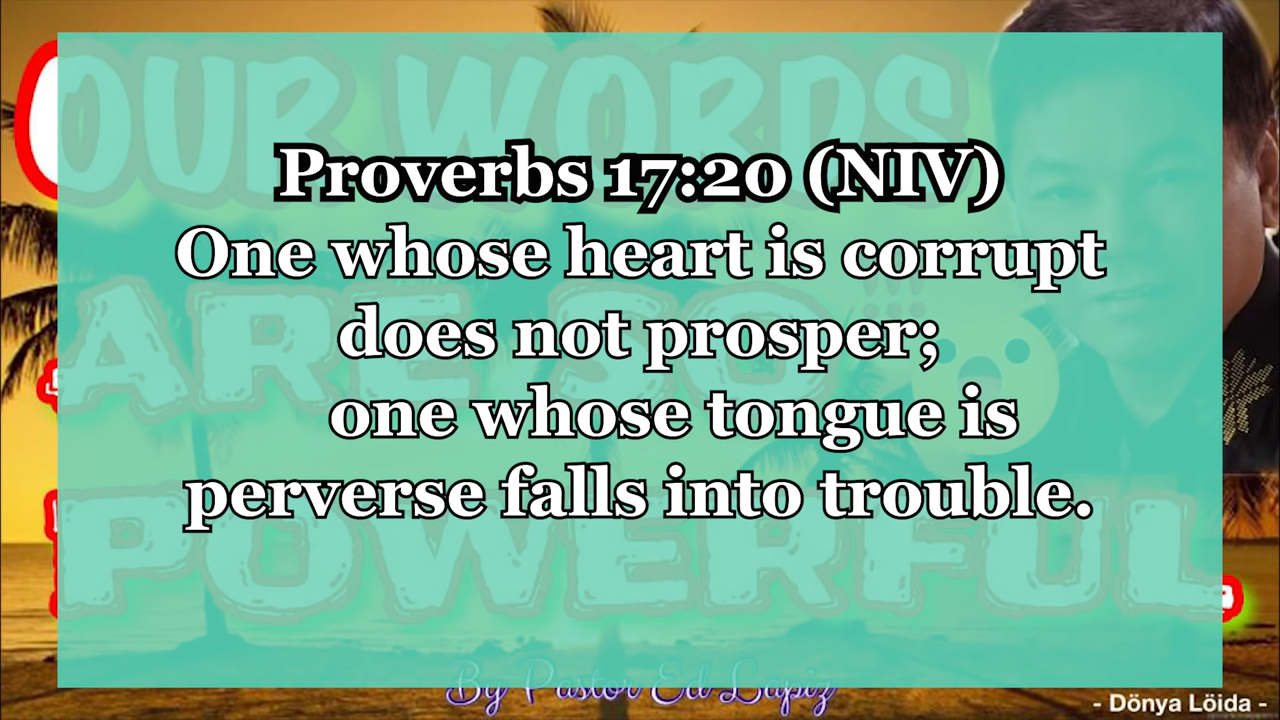 OUR WORDS
Proverbs 17:20 (NIV)
One whose heart is corrupt
does not prosper;
ARE SO
one whose tongue is
perverse falls into trouble.
POWERFUL
By Pastor Ed Lapiz
- Dönya Löida -